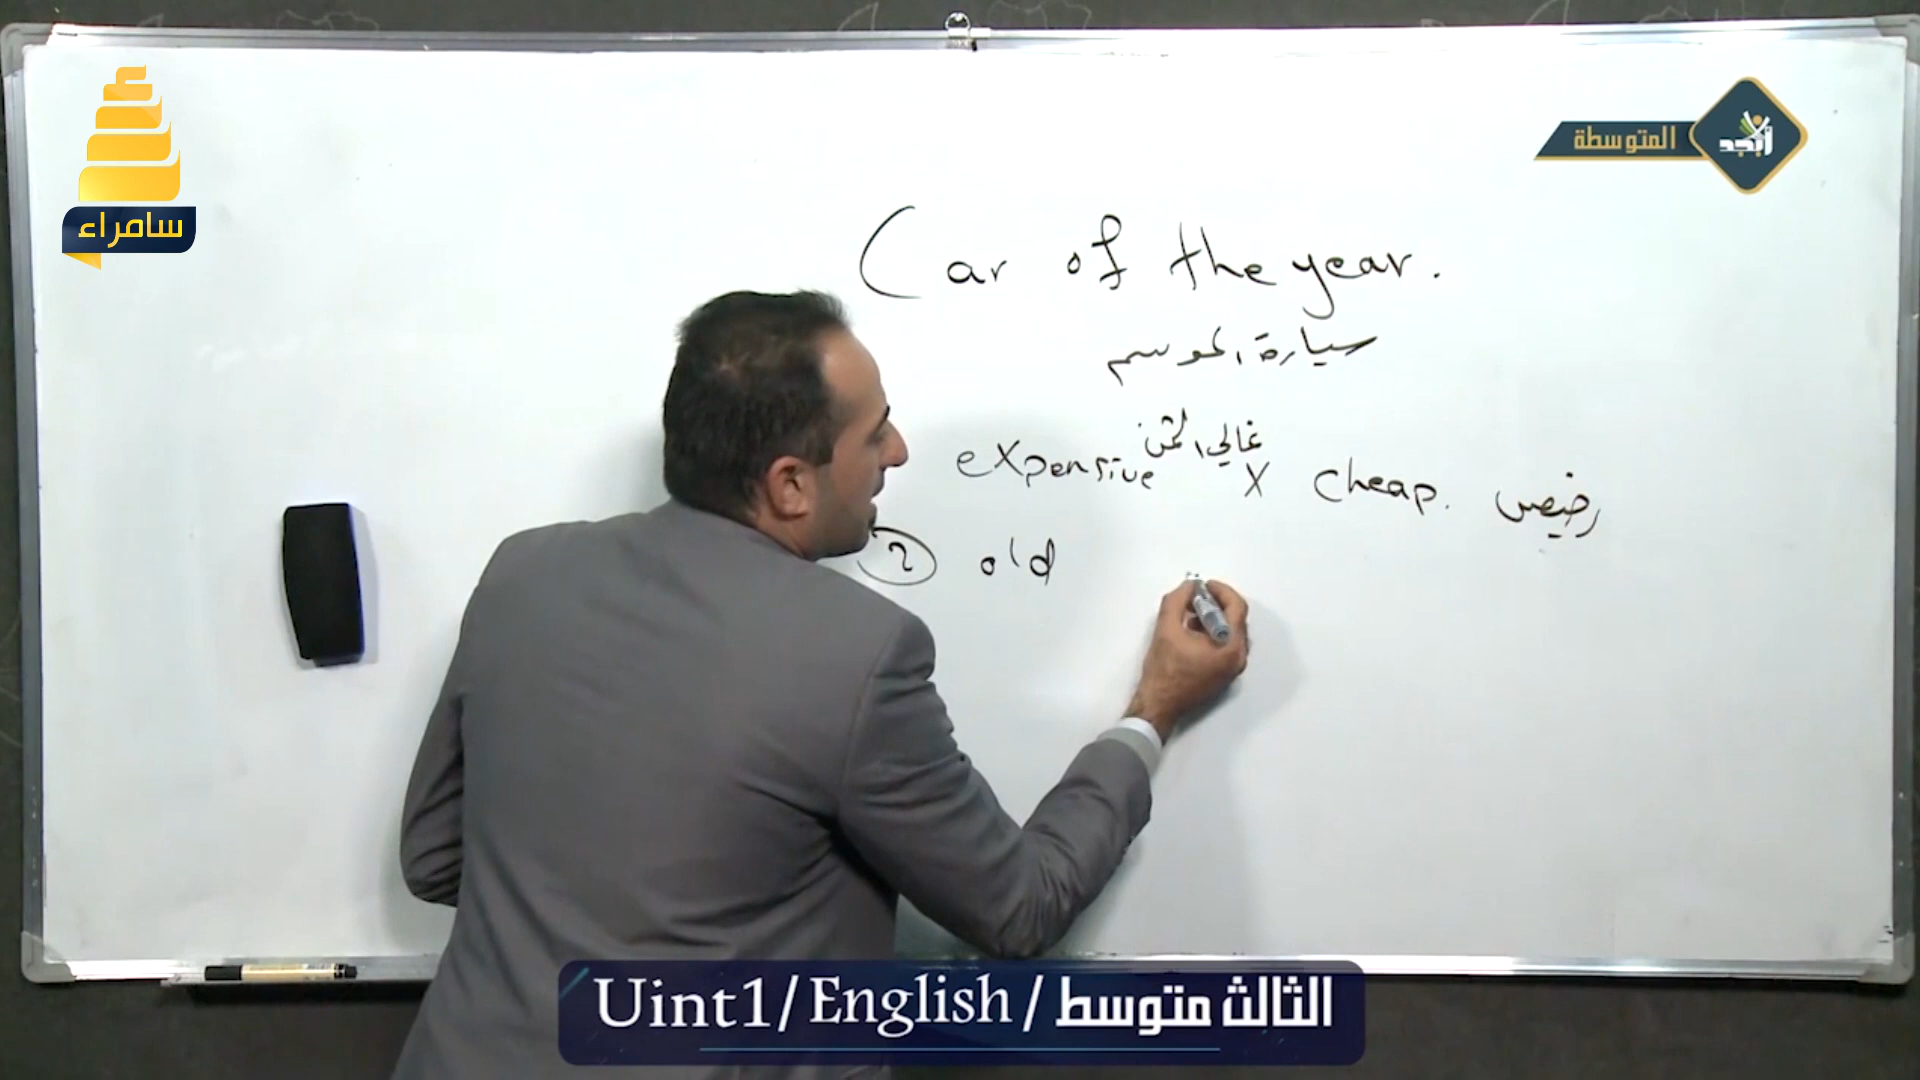 سامراء
المتوسطة
أبجد
Car of the year.
سيارة الموسم
غالي الثمن
expensive X cheap. رخيص
2 old
Uint1/English/الثالث متوسط